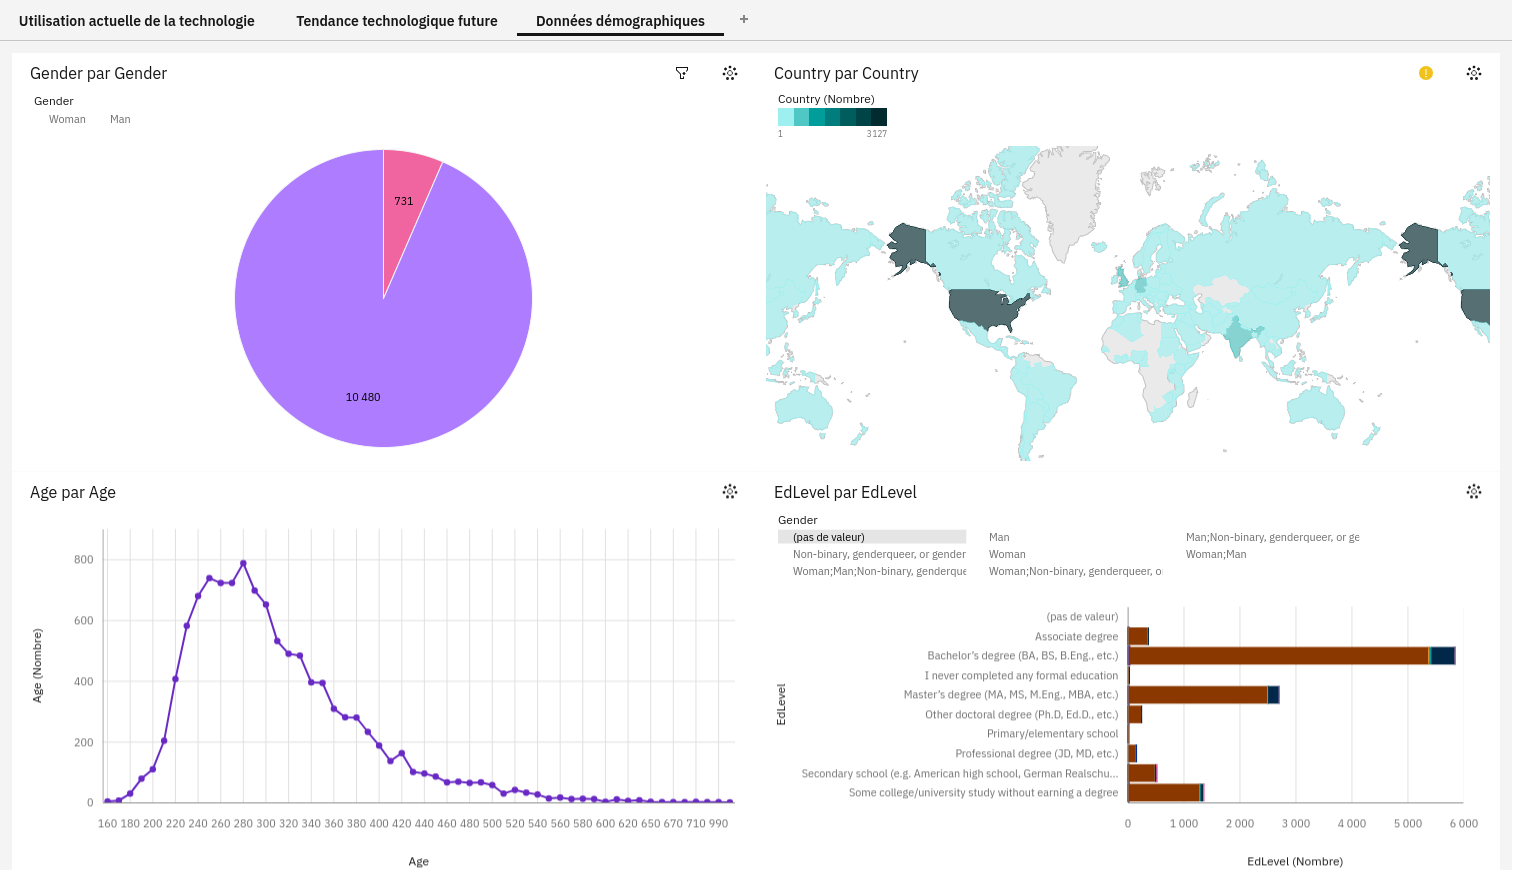 Utilisation actuelle de la technologie Tendance technologique future Données démographiques +
Gender par Gender
Gender
Woman Man
731
10 480
Country par Country
Country (Nombre)
1 3127
Age par Age
Age (Nombre)
800
600
400
200
0
160 180 200 220 240 260 280 300 320 340 360 380 400 420 440 460 480 500 520 540 560 580 600 620 650 670 710 990
Age
EdLevel par EdLevel
Gender
(pas de valeur) Man Man;Non-binary, genderqueer, or ge
Non-binary, genderqueer, or gender Woman Woman;Man
Woman;Man;Non-binary, genderque Woman;Non-binary, genderqueer, o
EdLevel
(pas de valeur)
Associate degree
Bachelor's degree (BA, BS, B.Eng., etc.)
I never completed any formal education
Master's degree (MA, MS, M.Eng., MBA, etc.)
Other doctoral degree (Ph.D, Ed.D., etc.)
Primary/elementary school
Professional degree (JD, MD, etc.)
Secondary school (e.g. American high school, German Realschu...
Some college/university study without earning a degree
0 1 000 2 000 3 000 4 000 5 000 6 000
EdLevel (Nombre)